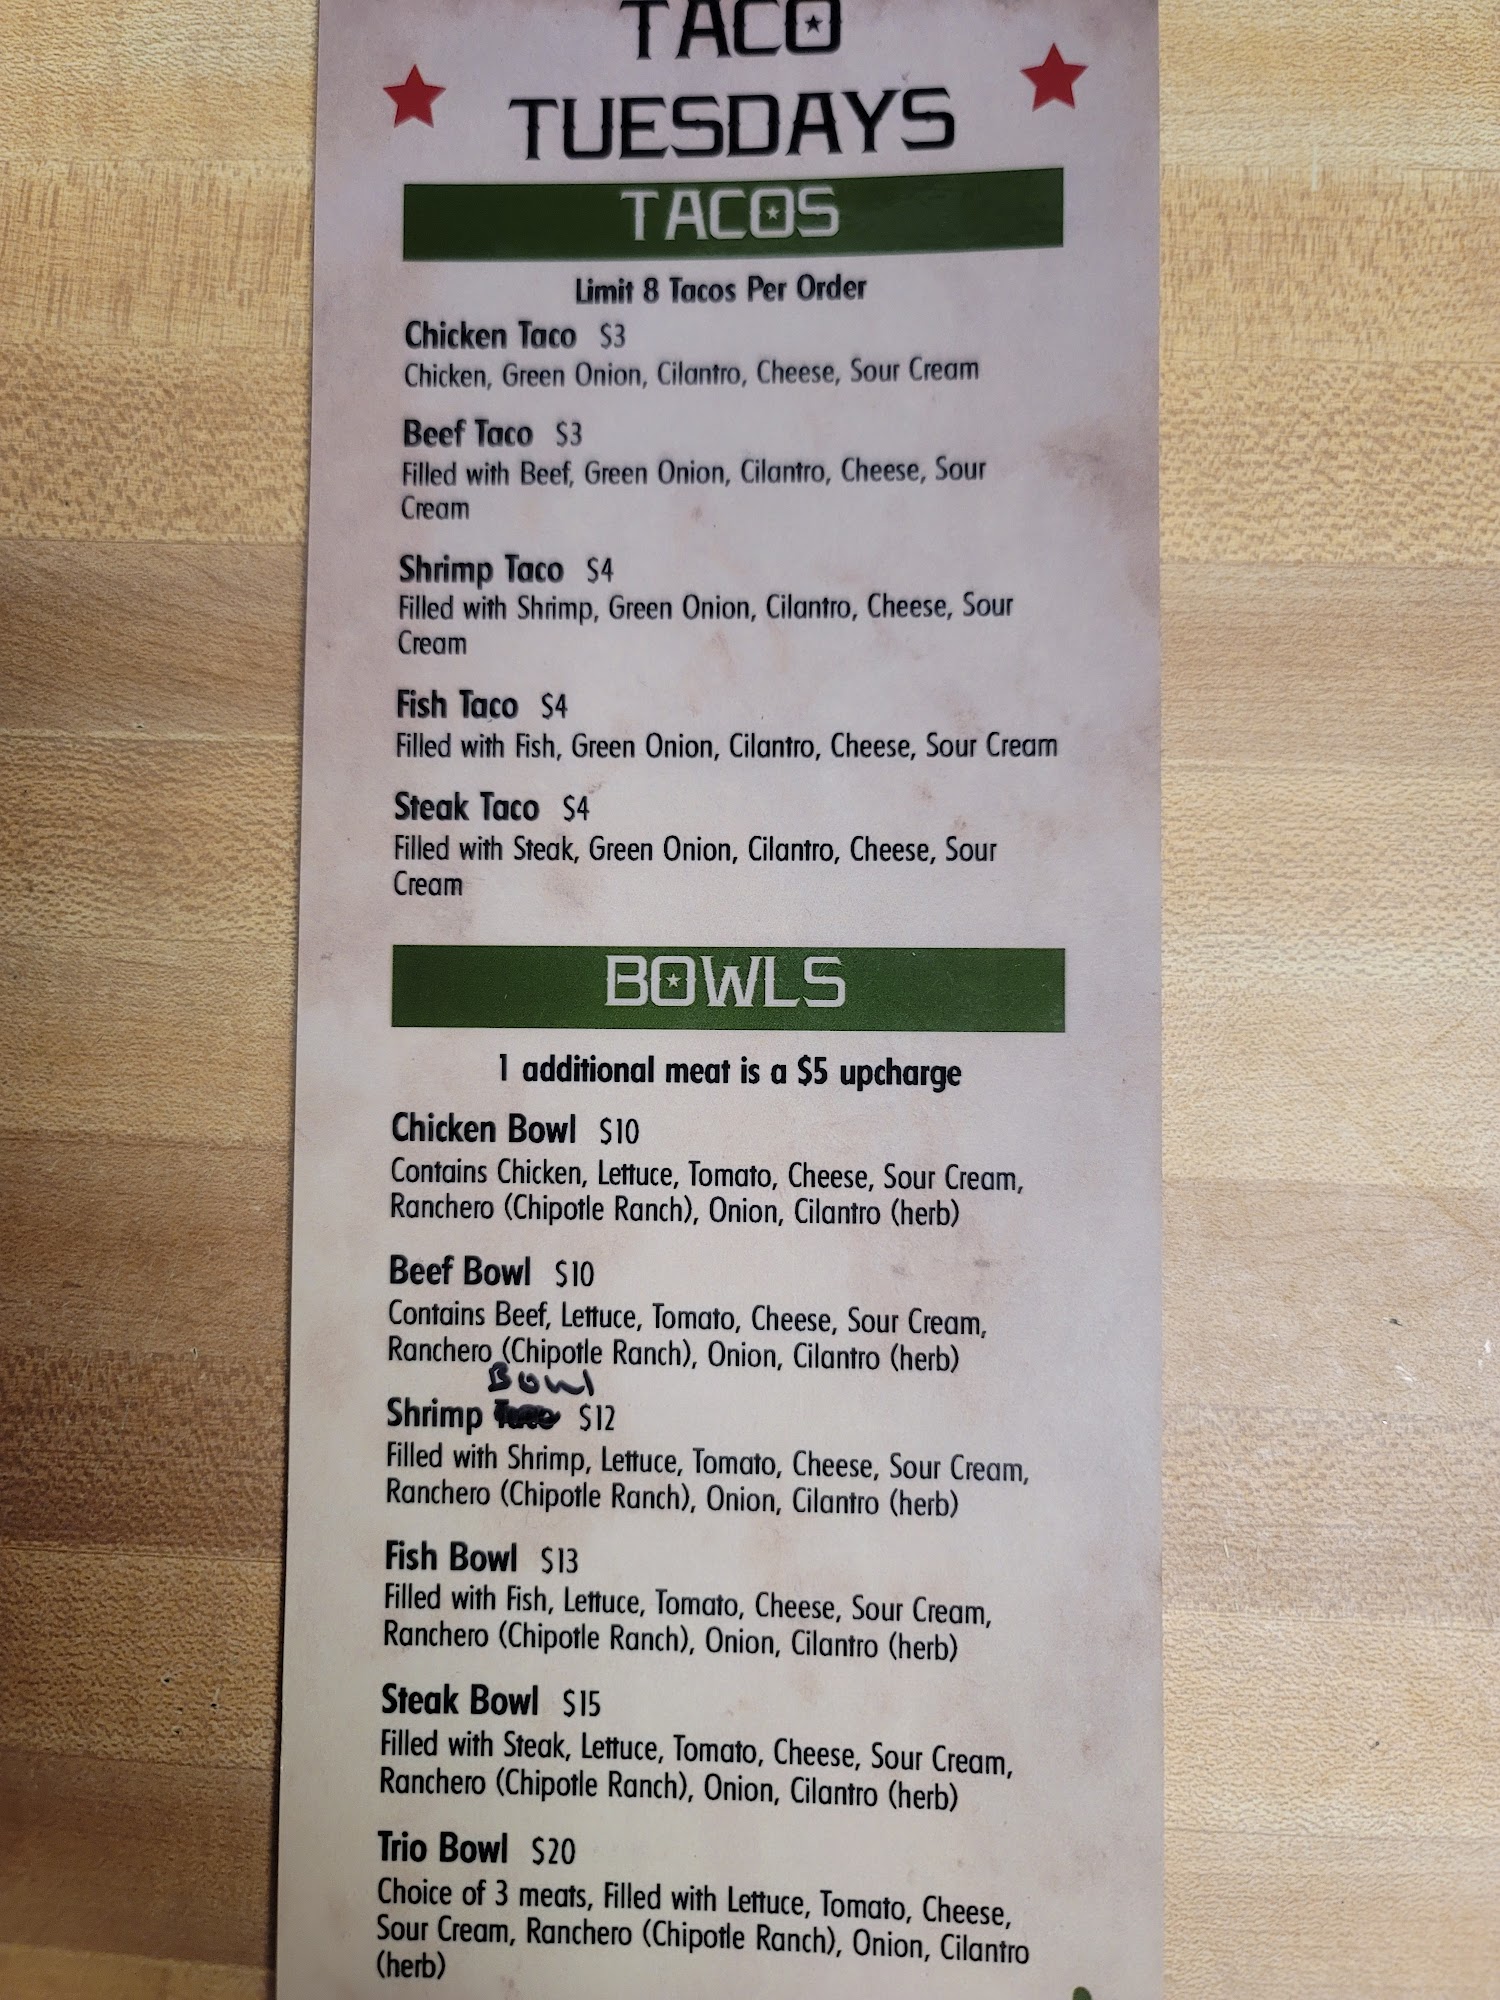 TACO
TUESDAYS
TACOS
Limit 8 Tacos Per Order
Chicken Taco $3
Chicken, Green Onion, Cilantro, Cheese, Sour Cream
Beef Taco $3
Filled with Beef, Green Onion, Cilantro, Cheese, Sour
Cream
Shrimp Taco $4
Filled with Shrimp, Green Onion, Cilantro, Cheese, Sour
Cream
Fish Taco $4
Filled with Fish, Green Onion, Cilantro, Cheese, Sour Cream
Steak Taco $4
Filled with Steak, Green Onion, Cilantro, Cheese, Sour
Cream
BOWLS
1 additional meat is a $5 upcharge
Chicken Bowl $10
Contains Chicken, Lettuce, Tomato, Cheese, Sour Cream,
Ranchero (Chipotle Ranch), Onion, Cilantro (herb)
Beef Bowl $10
Contains Beef, Lettuce, Tomato, Cheese, Sour Cream,
Ranchero (Chipotle Ranch), Onion, Cilantro (herb)
Bowl
Shrimp $12
Filled with Shrimp, Lettuce, Tomato, Cheese, Sour Cream,
Ranchero (Chipotle Ranch), Onion, Cilantro (herb)
Fish Bowl $13
Filled with Fish, Lettuce, Tomato, Cheese, Sour Cream,
Ranchero (Chipotle Ranch), Onion, Cilantro (herb)
Steak Bowl $15
Filled with Steak, Lettuce, Tomato, Cheese, Sour Cream,
Ranchero (Chipotle Ranch), Onion, Cilantro (herb)
Trio Bowl $20
Choice of 3 meats, Filled with Lettuce, Tomato, Cheese,
Sour Cream, Ranchero (Chipotle Ranch), Onion, Cilantro
(herb)